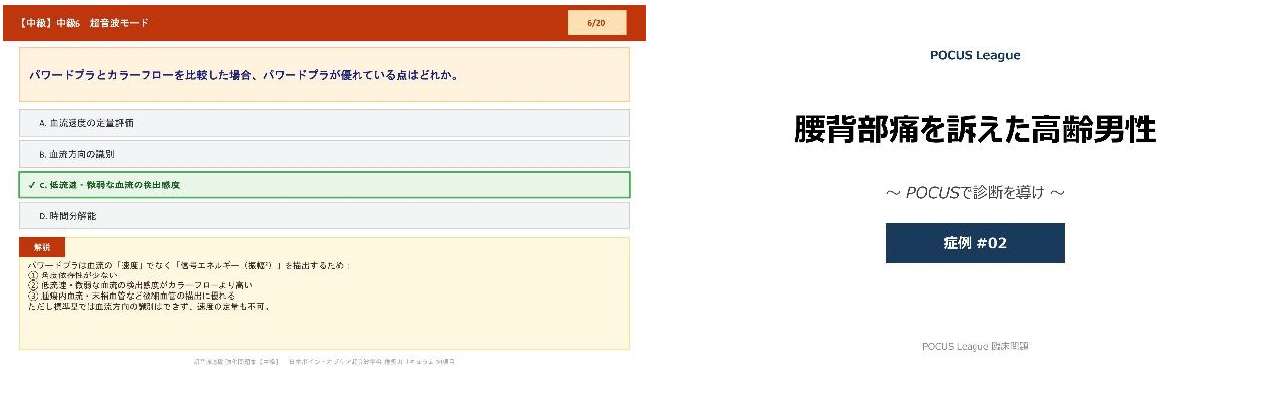 【中級】中級6 超音波モード
6/20
パワードプラとカラーフローを比較した場合、パワードプラが優れている点はどれか。
A. 血流速度の定量評価
B. 血流方向の識別
✓ C. 低流速・微弱な血流の検出感度
D. 時間分解能
解説
パワードプラは血流の「速度」でなく「信号エネルギー（振幅²）」を描出するため：
① 角度依存性が少ない
② 低流速・微弱な血流の検出感度がカラーフローより高い
③ 腫瘍内血流・末梢血管など微細血管の描出に優れる
ただし標準型では血流方向の識別はできず、速度の定量も不可。
POCUS League
腰背部痛を訴えた高齢男性
～ POCUSで診断を導け ～
症例 #02
POCUS League 臨床問題